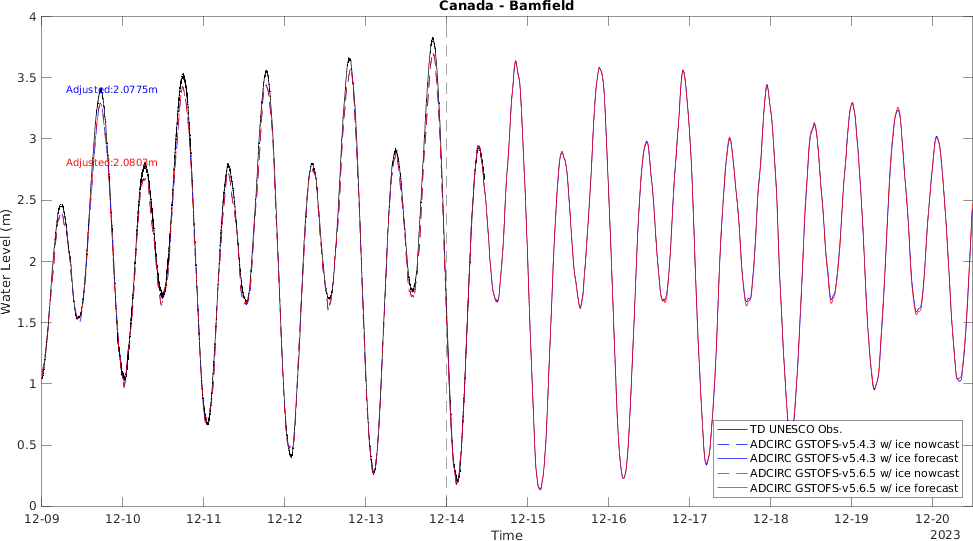 Canada - Bamfield
4
3.5
3
2.5
2
1.5
1
0.5
0
Water Level (m)
Adjusted:2.0775m
Adjusted:2.0803m
TD UNESCO Obs.
ADCIRC GSTOFS-v5.4.3 w/ ice nowcast
ADCIRC GSTOFS-v5.4.3 w/ ice forecast
ADCIRC GSTOFS-v5.6.5 w/ ice nowcast
ADCIRC GSTOFS-v5.6.5 w/ ice forecast
12-09 12-10 12-11 12-12 12-13 12-14 12-15 12-16 12-17 12-18 12-19 12-20
Time
2023